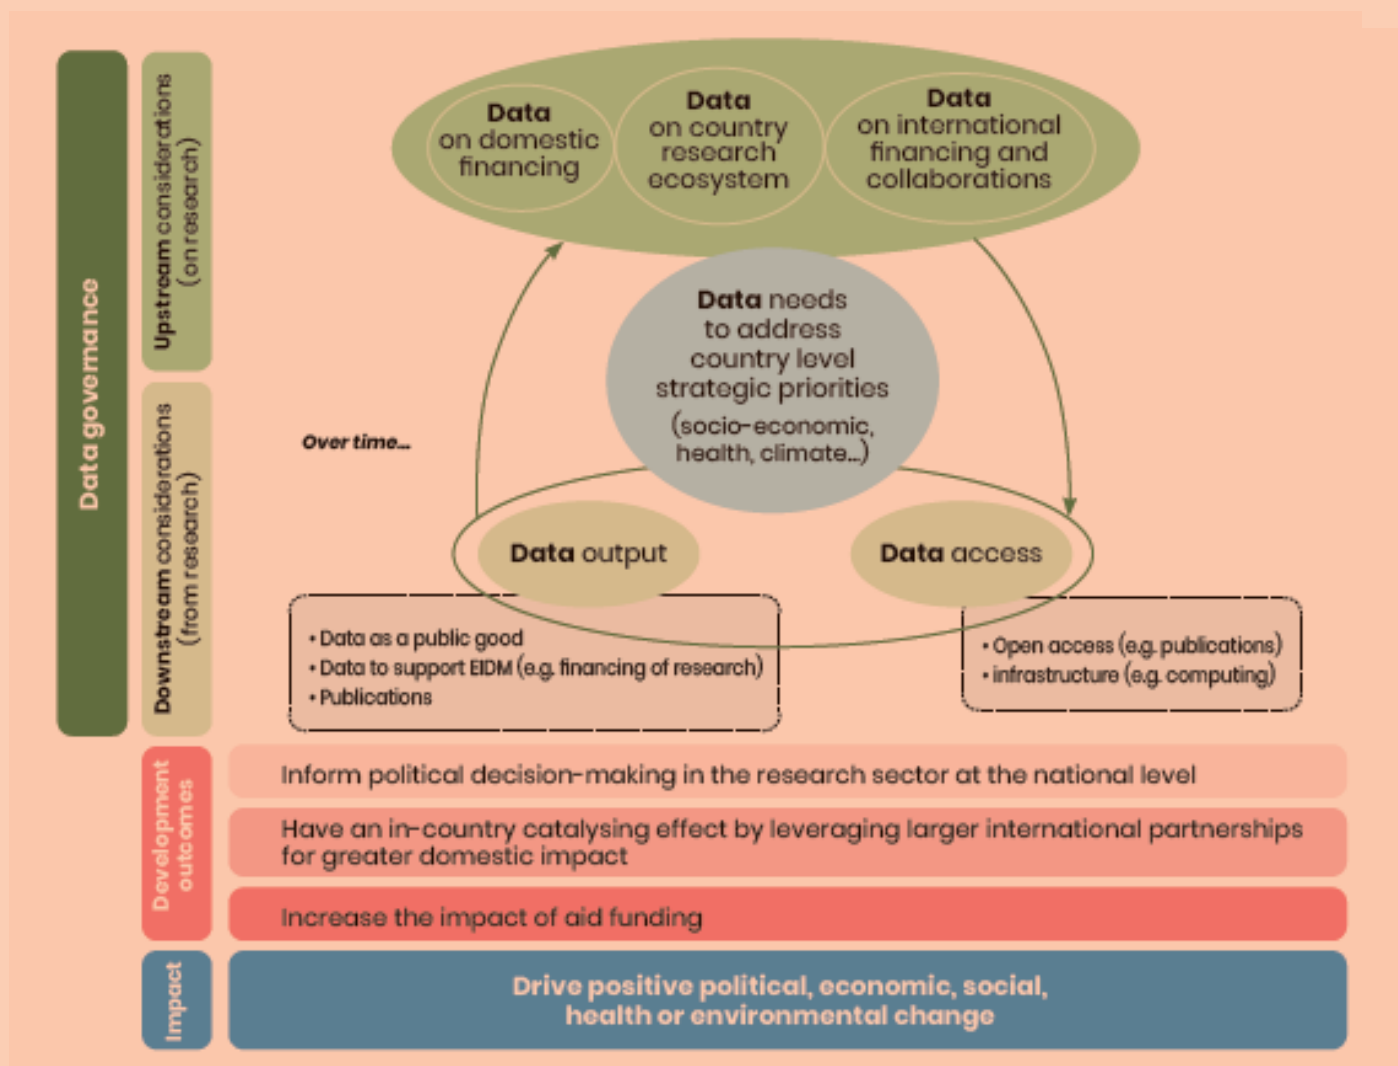 Data governance
Upstream considerations
(on research)
Data
on domestic
financing
Data
on country
research
ecosystem
Data
on international
financing and
collaborations
Data needs
to address
country level
strategic priorities
(socio-economic,
health, climate...)
Over time...
Downstream considerations
(from research)
Data output
Data access
• Data as a public good
• Data to support EIDM (e.g. financing of research)
• Publications
• Open access (e.g. publications)
• infrastructure (e.g. computing)
Development
outcomes
Inform political decision-making in the research sector at the national level
Have an in-country catalysing effect by leveraging larger international partnerships
for greater domestic impact
Increase the impact of aid funding
Impact
Drive positive political, economic, social,
health or environmental change